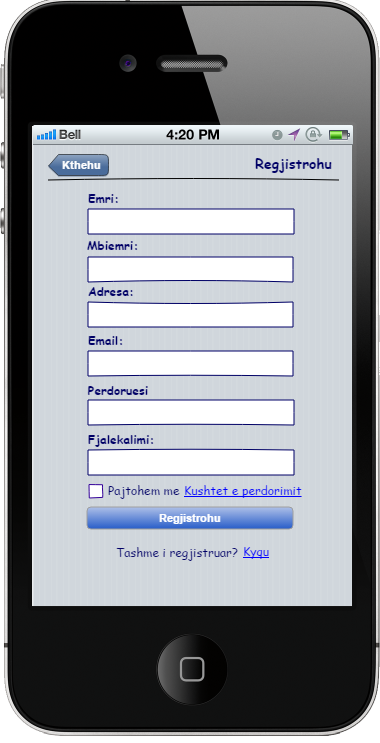 Bell 4:20 PM
Kthehu Regjistrohu
Emri:
Mbiemri:
Adresa:
Email:
Perdoruesi
Fjalekalimi:
Pajtohem me Kushtet e perdorimit
Regjistrohu
Tashme i regjistruar? Kyqu